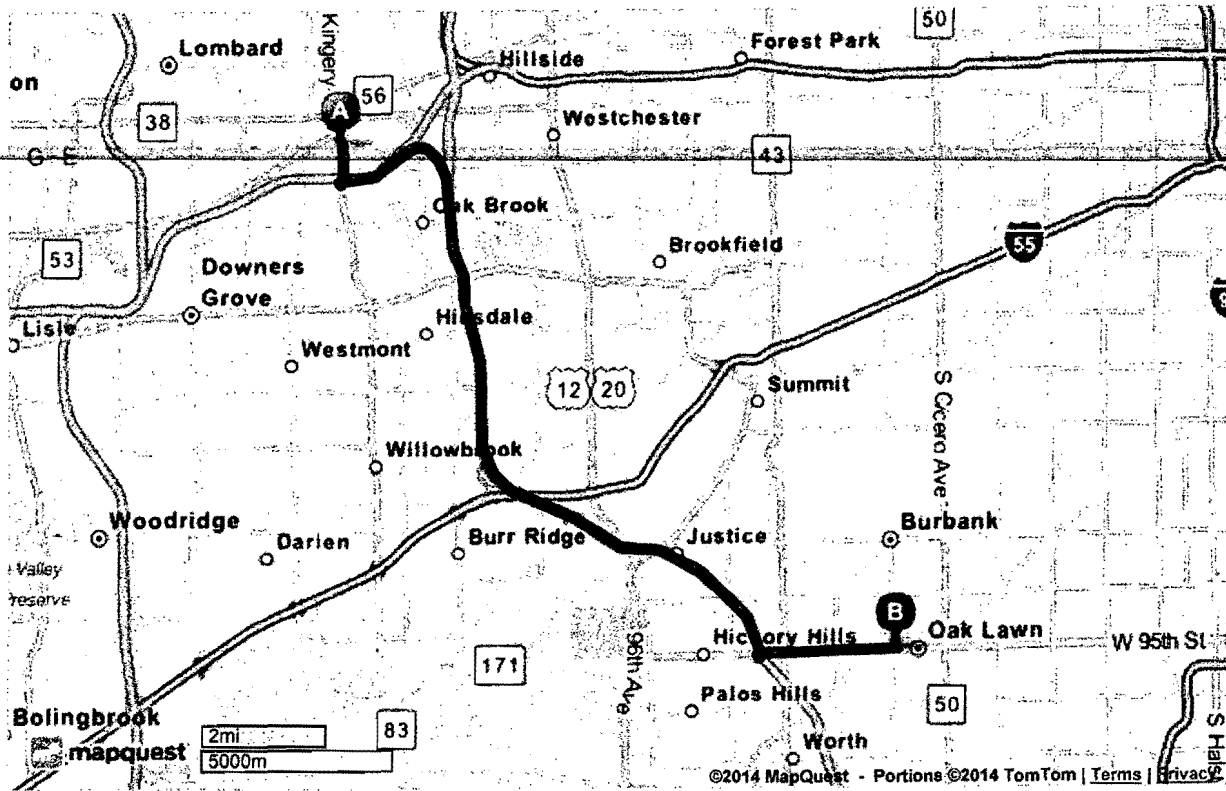 50
Lombard
Kingery
Hillside
Forest Park
on
A
56
38
Westchester
43
G E
Oak Brook
53
Brookfield
55
Downers
Grove
Lisle
Hinsdale
Westmont
12
20
Summit
S Cicero Ave
Willowbrook
Woodridge
Darien
Burr Ridge
Justice
Burbank
Valley
reserve
B
Hickory Hills
Oak Lawn
W 95th St
171
96th Ave
Palos Hills
50
Bolingbrook
83
2mi
mapquest
5000m
Worth
S Hals
©2014 MapQuest - Portions ©2014 TomTom | Terms | Privacy